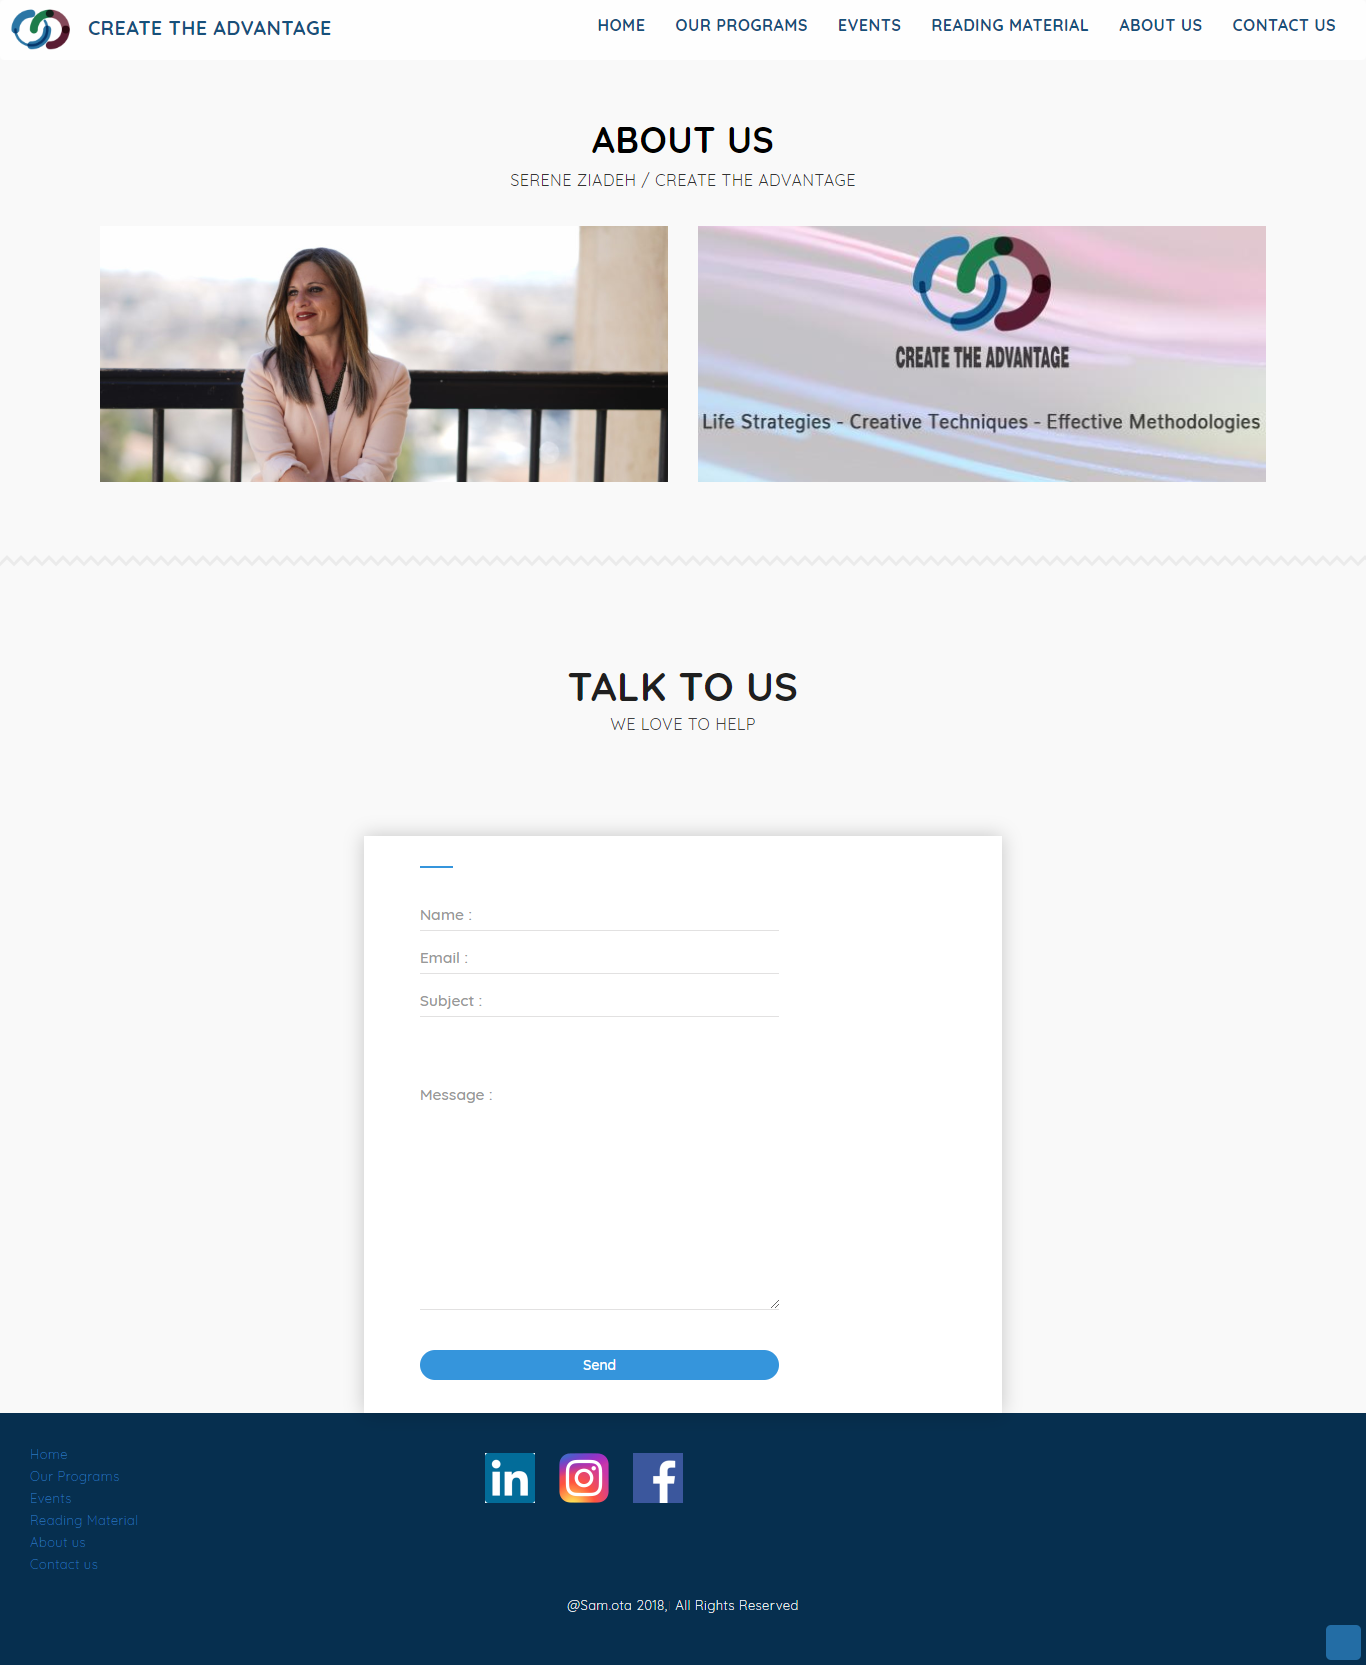 CREATE THE ADVANTAGE
HOME OUR PROGRAMS EVENTS READING MATERIAL ABOUT US CONTACT US
ABOUT US
SERENE ZIADEH / CREATE THE ADVANTAGE
CREATE THE ADVANTAGE
Life Strategies - Creative Techniques - Effective Methodologies
TALK TO US
WE LOVE TO HELP
Name :
Email :
Subject :
Message :
Send
Home
Our Programs
Events
Reading Material
About us
Contact us
in
f
@Sam.ota 2018, All Rights Reserved